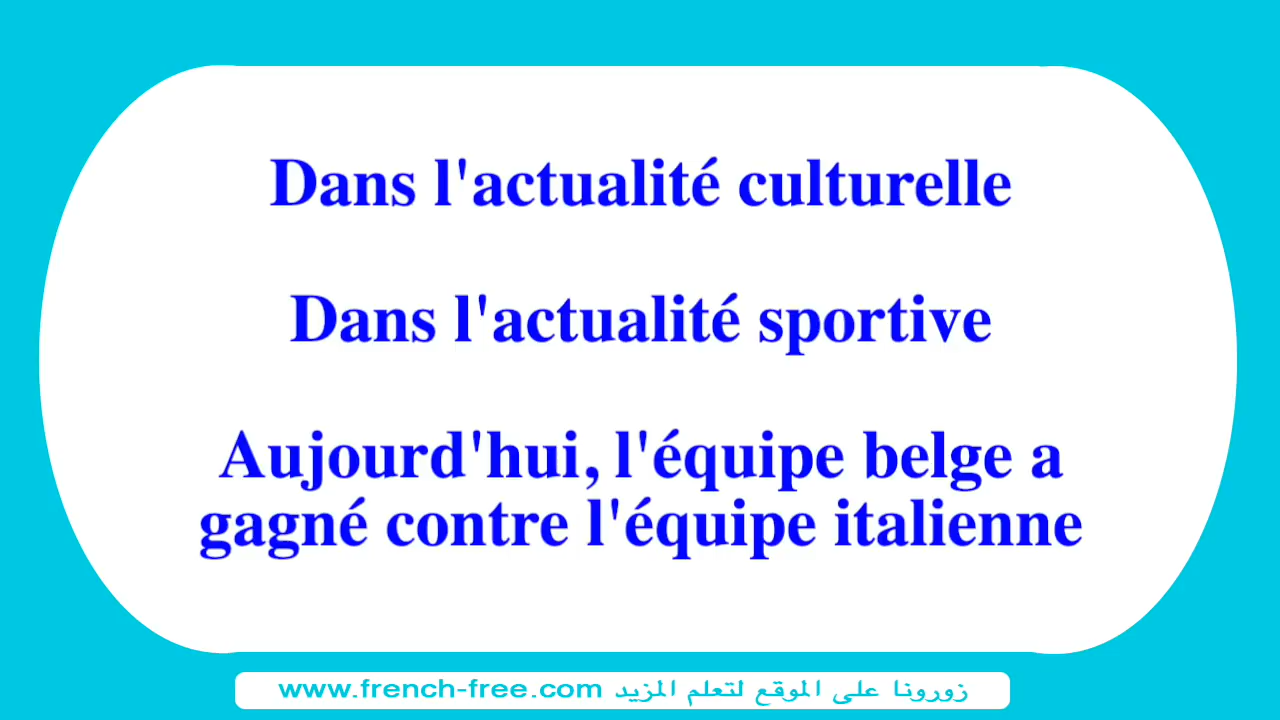 Dans l'actualité culturelle
Dans l'actualité sportive
Aujourd'hui, l'équipe belge a
gagné contre l'équipe italienne
زورونا على الموقع لتعلم المزيد www.french-free.com